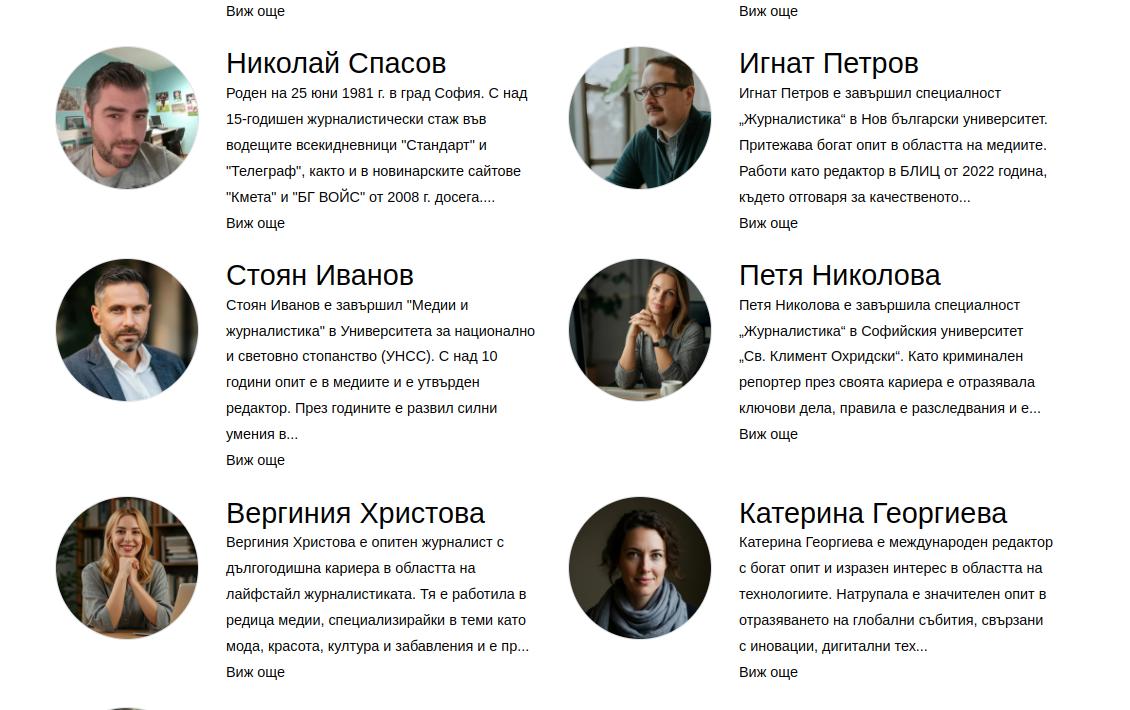 Виж още
Виж още
Николай Спасов
Роден на 25 юни 1981 г. в град София. С над
15-годишен журналистически стаж във
водещите всекидневници "Стандарт" и
"Телеграф", както и в новинарските сайтове
"Кмета" и "БГ ВОЙС" от 2008 г. досега....
Виж още
Игнат Петров
Игнат Петров е завършил специалност
„Журналистика“ в Нов български университет.
Притежава богат опит в областта на медиите.
Работи като редактор в БЛИЦ от 2022 година,
където отговаря за качественото...
Виж още
Стоян Иванов
Стоян Иванов е завършил "Медии и
журналистика" в Университета за национално
и световно стопанство (УНСС). С над 10
години опит е в медиите и е утвърден
редактор. През годините е развил силни
умения в...
Виж още
Петя Николова
Петя Николова е завършила специалност
„Журналистика“ в Софийския университет
„Св. Климент Охридски“. Като криминален
репортер през своята кариера е отразявала
ключови дела, правила е разследвания и е...
Виж още
Вергиния Христова
Вергиния Христова е опитен журналист с
дългогодишна кариера в областта на
лайфстайл журналистиката. Тя е работила в
редица медии, специализирайки в теми като
мода, красота, култура и забавления и е пр...
Виж още
Катерина Георгиева
Катерина Георгиева е международен редактор
с богат опит и изразен интерес в областта на
технологиите. Натрупала е значителен опит в
отразяването на глобални събития, свързани
с иновации, дигитални тех...
Виж още